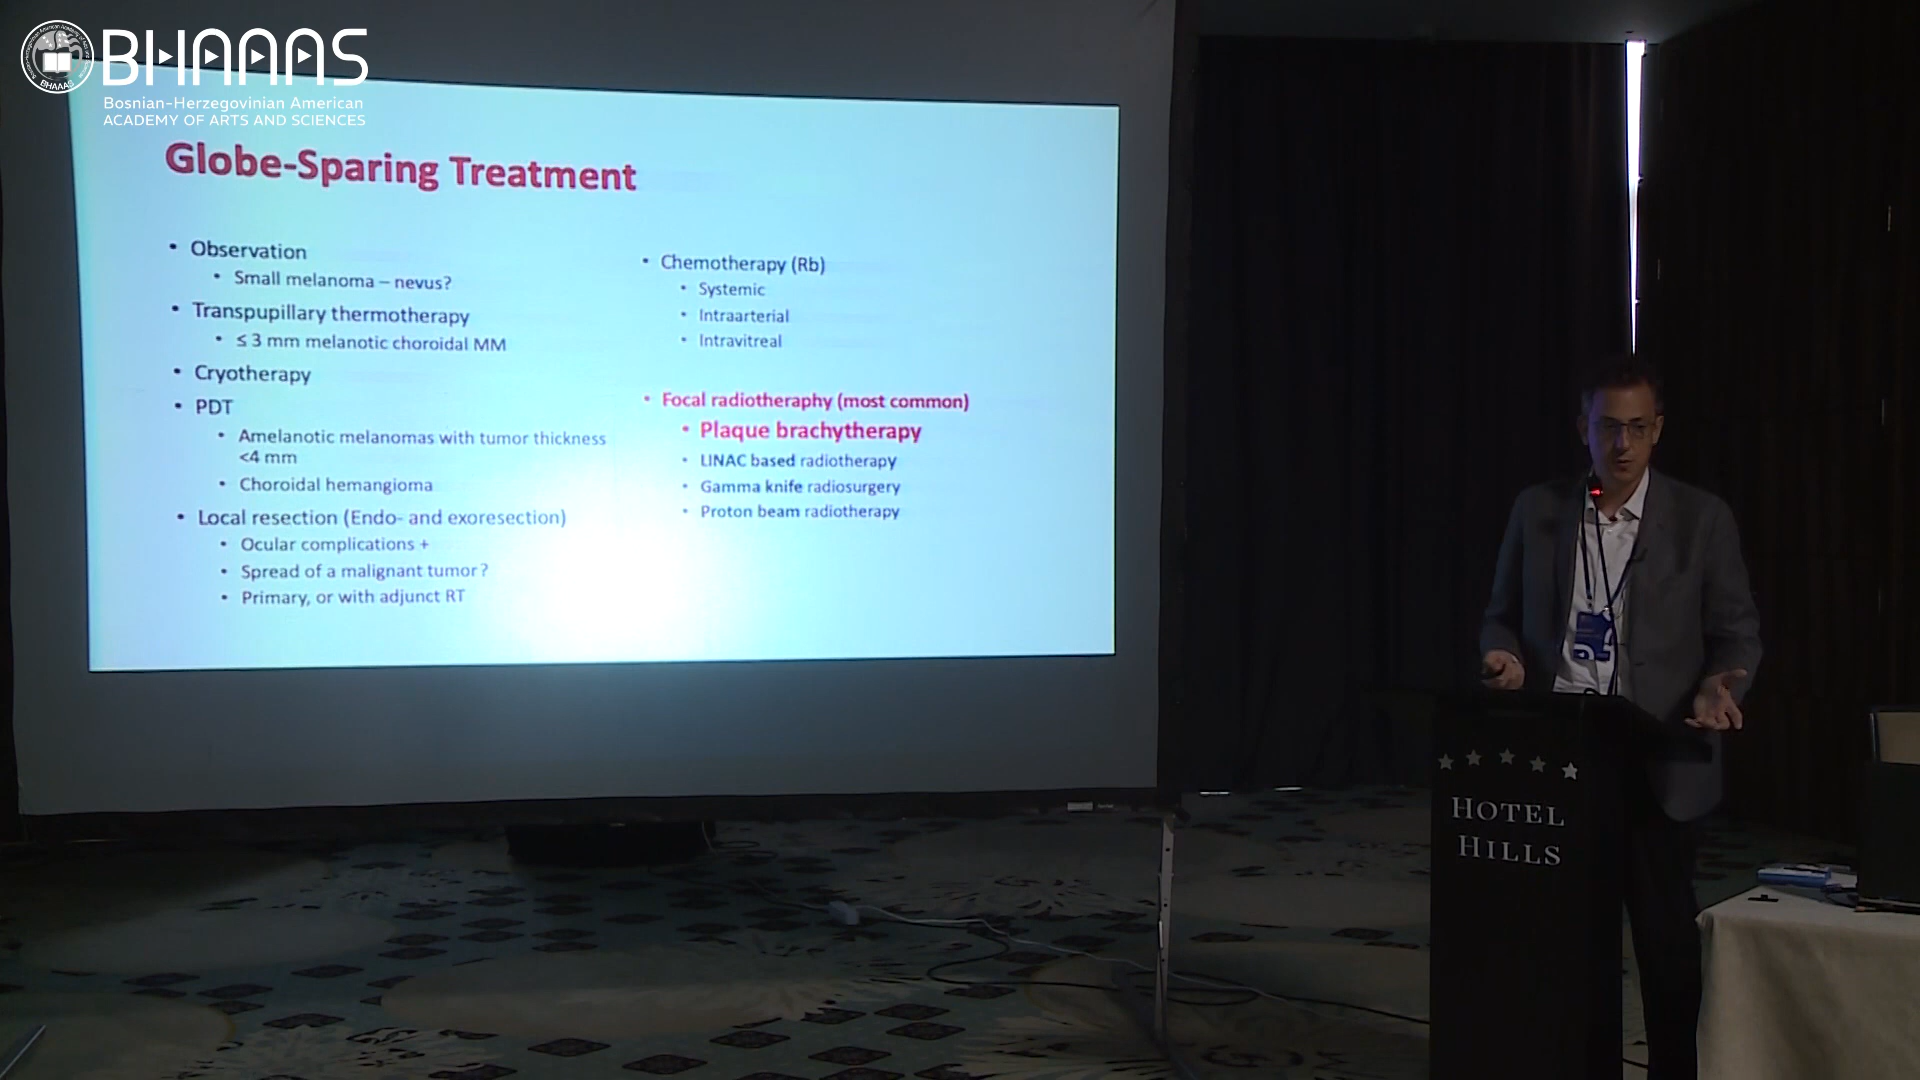 BHAAAS
Bosnian-Herzegovinian American
ACADEMY OF ARTS AND SCIENCES
BHAAAS
Globe-Sparing Treatment
• Observation
• Small melanoma – nevus?
• Transpupillary thermotherapy
• ≤ 3 mm melanotic choroidal MM
• Cryotherapy
• PDT
• Amelanotic melanomas with tumor thickness
<4 mm
• Choroidal hemangioma
• Local resection (Endo- and exoresection)
• Ocular complications +
• Spread of a malignant tumor?
• Primary, or with adjunct RT
• Chemotherapy (Rb)
• Systemic
• Intraarterial
• Intravitreal
• Focal radiotheraphy (most common)
• Plaque brachytherapy
• LINAC based radiotherapy
• Gamma knife radiosurgery
• Proton beam radiotherapy
HOTEL
HILLS